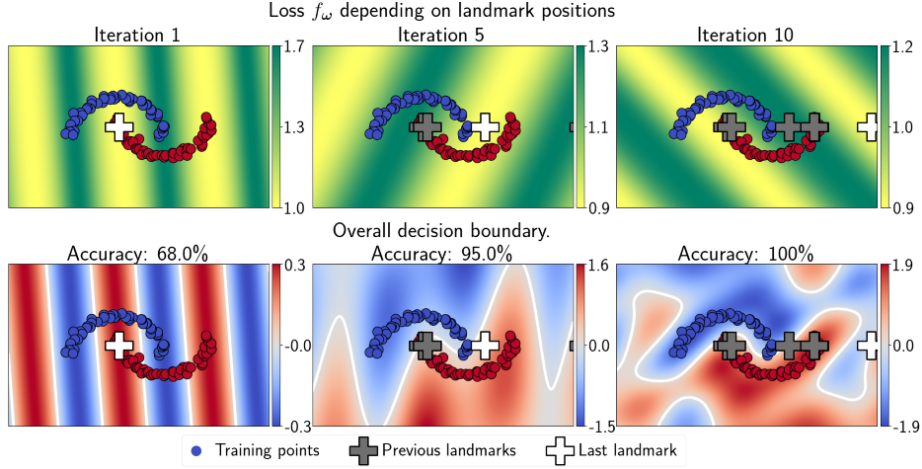 Loss f_ω depending on landmark positions
Iteration 1
Iteration 5
Iteration 10
1.7
1.3
1.0
1.3
1.1
0.9
1.2
1.0
0.9
Overall decision boundary.
Accuracy: 68.0%
Accuracy: 95.0%
Accuracy: 100%
0.3
-0.0
-0.3
1.6
0.0
-1.5
1.9
0.0
-1.9
Training points
Previous landmarks
Last landmark